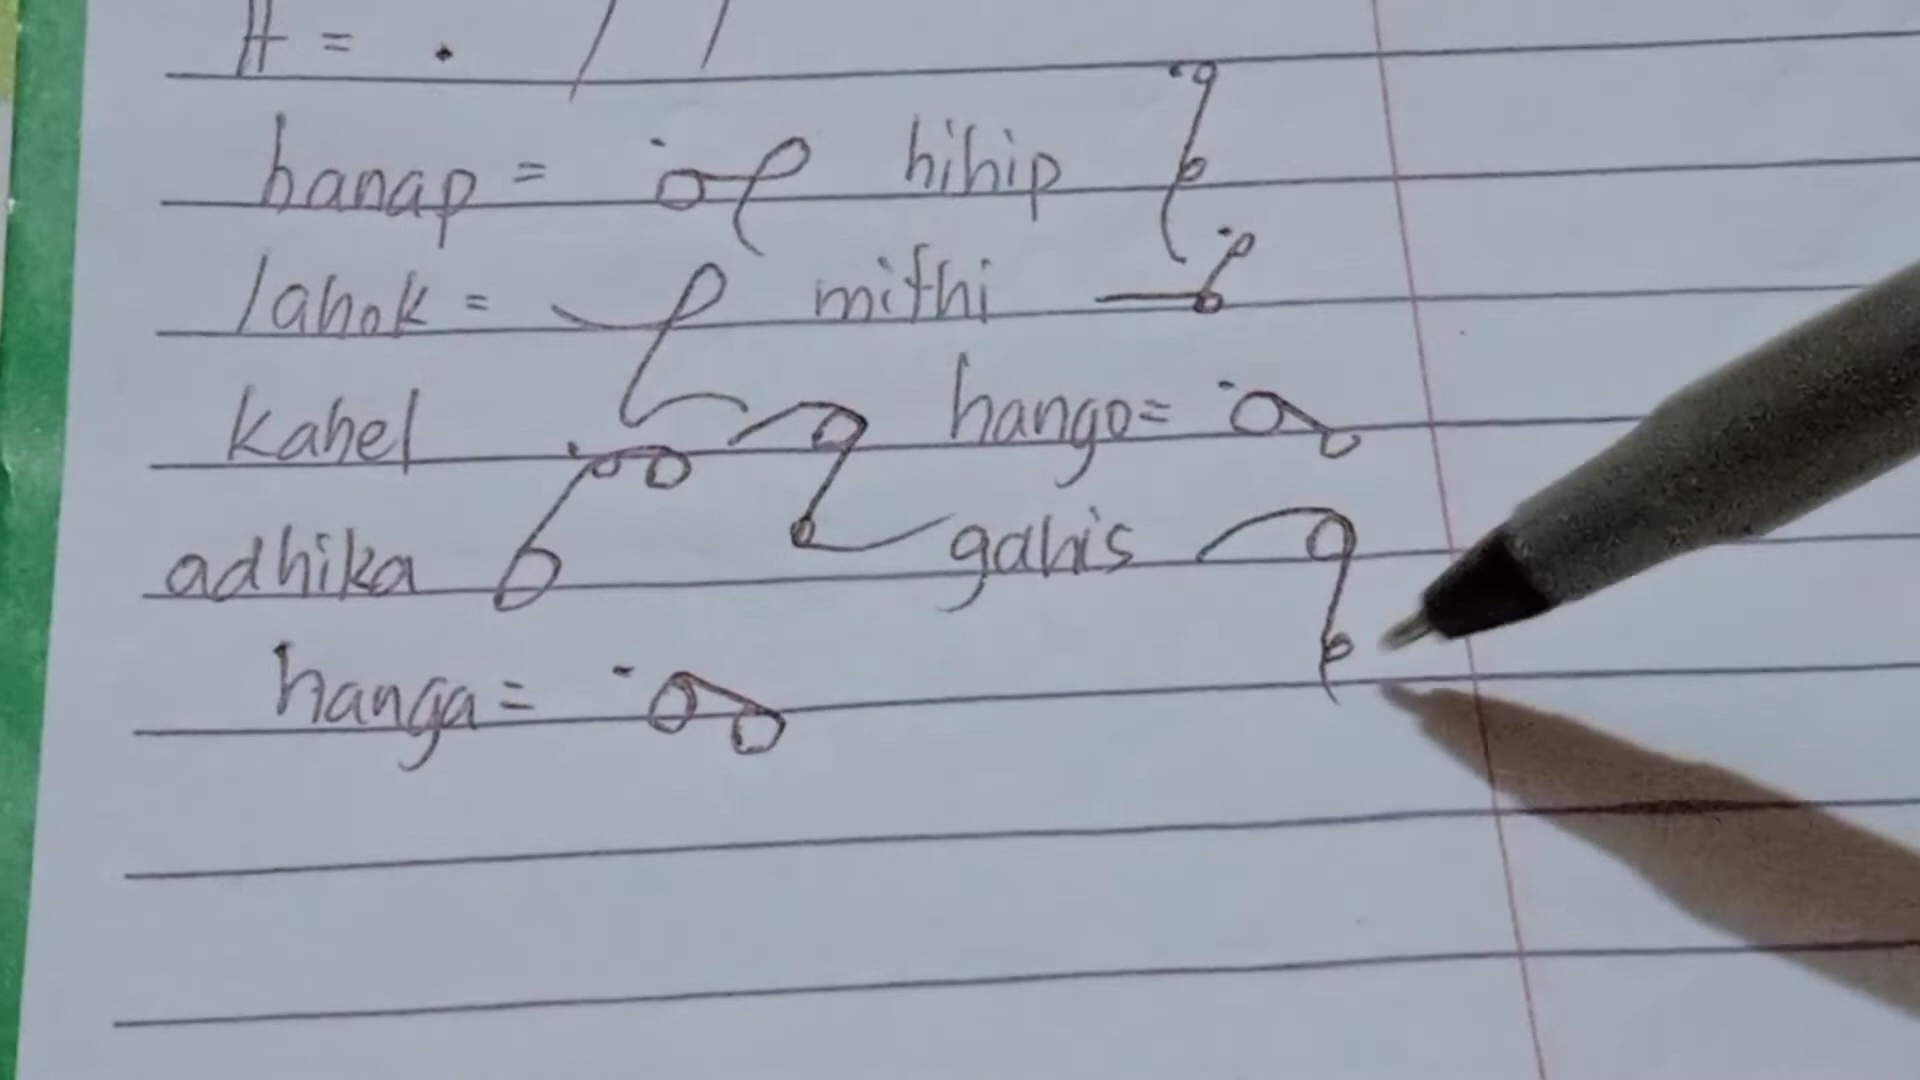 H = .
hanap = hihip
lahok = mithi
kahel hango=
adhika gahis
hanga =